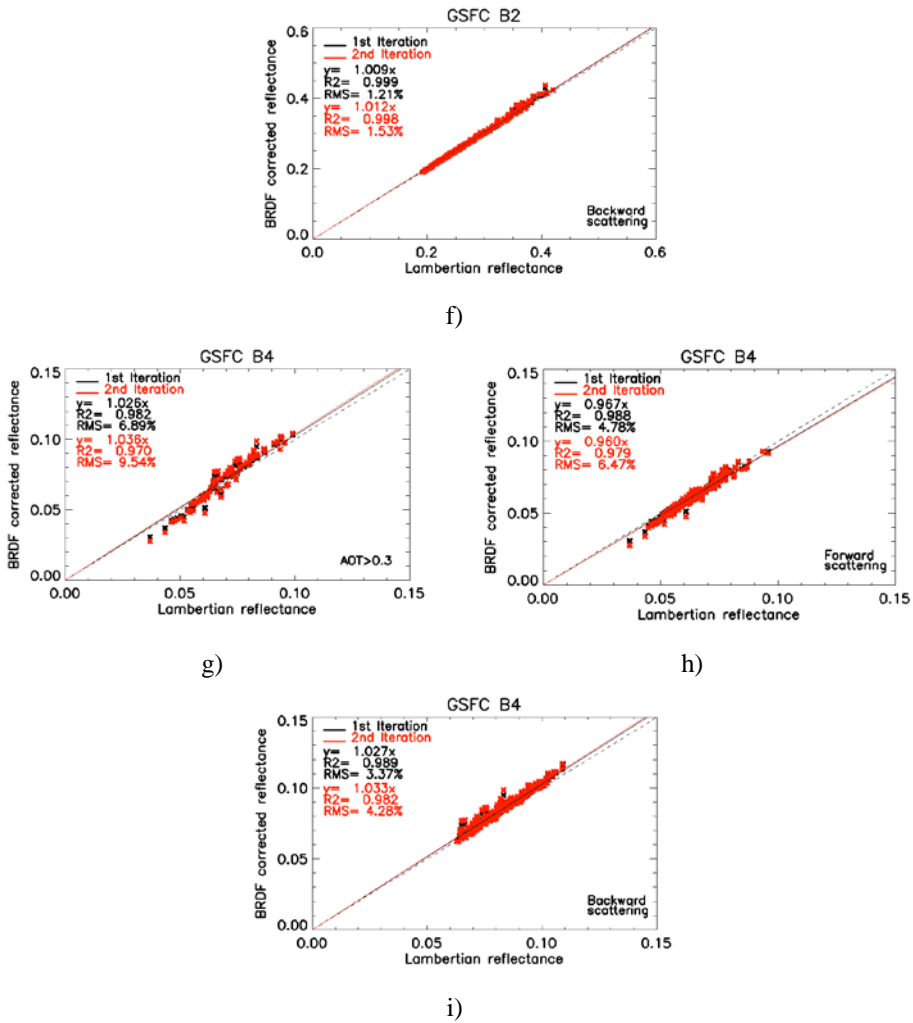 GSFC B2
0.6
1st Iteration
2nd Iteration
y= 1.009x
R2= 0.999
RMS= 1.21%
y= 1.012x
R2= 0.998
RMS= 1.53%
0.4
0.2
0.0
BRDF corrected reflectance
Backward
scattering
0.0 0.2 0.4 0.6
Lambertian reflectance
f)
GSFC B4
0.15
1st Iteration
2nd Iteration
y= 1.026x
R2= 0.982
RMS= 6.89%
y= 1.036x
R2= 0.970
RMS= 9.54%
0.10
0.05
0.00
BRDF corrected reflectance
AOT>0.3
0.00 0.05 0.10 0.15
Lambertian reflectance
g)
GSFC B4
0.15
1st Iteration
2nd Iteration
y= 0.967x
R2= 0.988
RMS= 4.78%
y= 0.960x
R2= 0.979
RMS= 6.47%
0.10
0.05
0.00
BRDF corrected reflectance
Forward
scattering
0.00 0.05 0.10 0.15
Lambertian reflectance
h)
GSFC B4
0.15
1st Iteration
2nd Iteration
y= 1.027x
R2= 0.989
RMS= 3.37%
y= 1.033x
R2= 0.982
RMS= 4.28%
0.10
0.05
0.00
BRDF corrected reflectance
Backward
scattering
0.00 0.05 0.10 0.15
Lambertian reflectance
i)